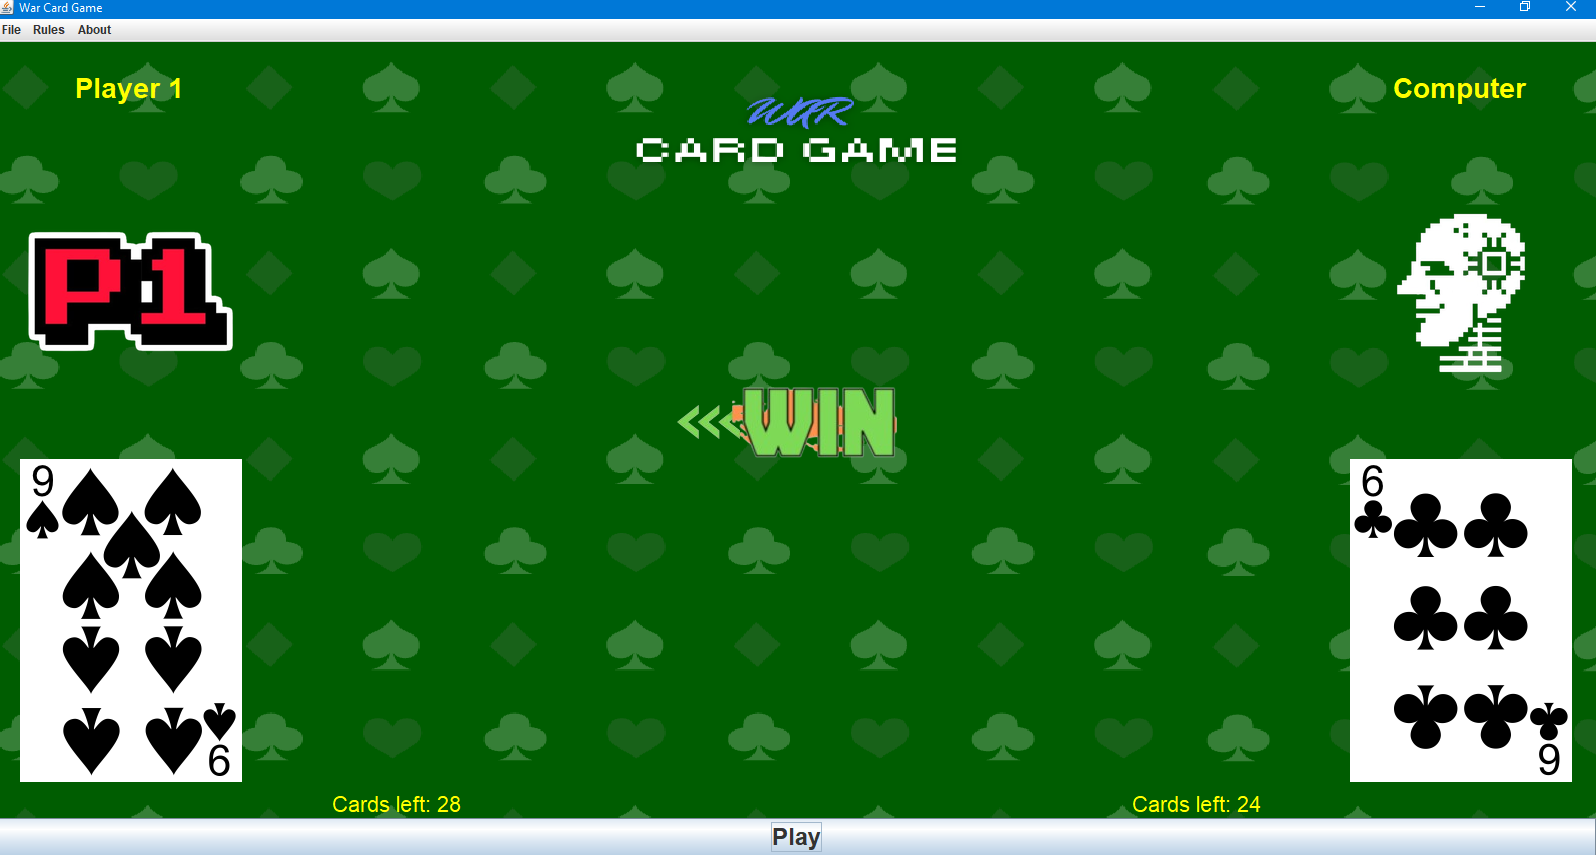 War Card Game
File Rules About
Player 1
Computer
WAR
CARD GAME
P1
WIN
9
6
9
6
Cards left: 28
Cards left: 24
Play